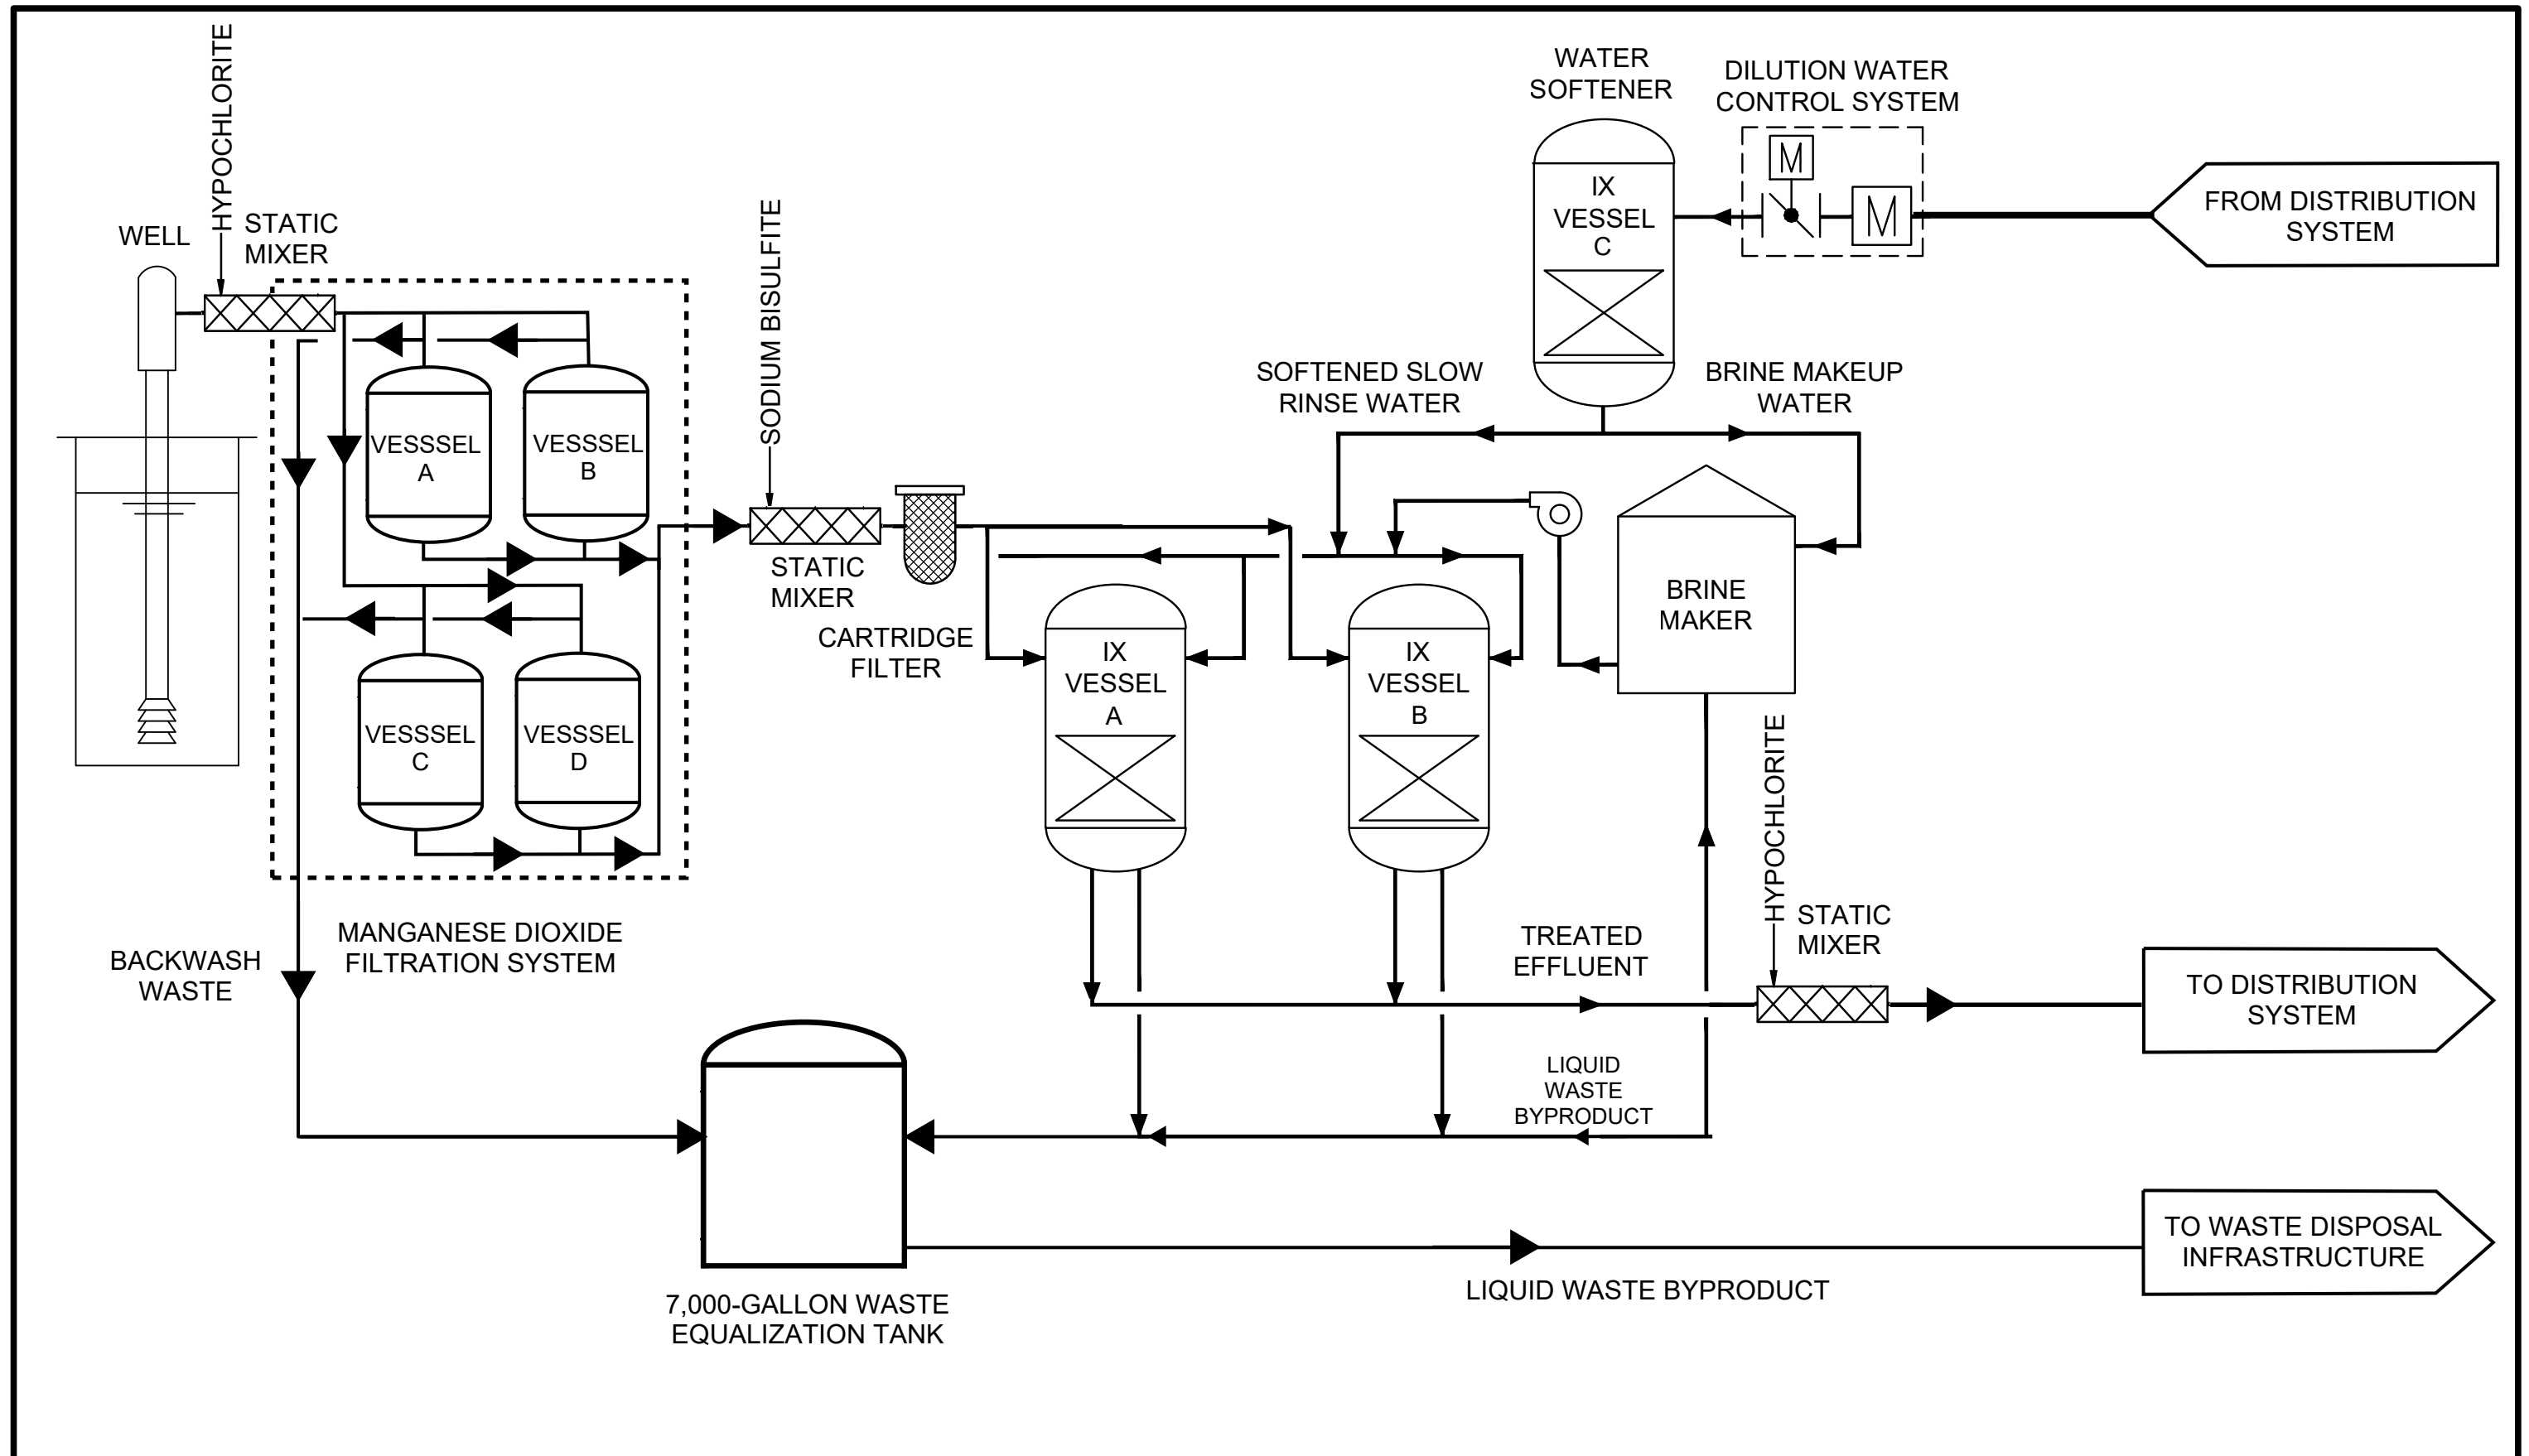 HYPOCHLORITE
WELL
STATIC
MIXER
VESSSEL
A
VESSSEL
B
VESSSEL
C
VESSSEL
D
MANGANESE DIOXIDE
FILTRATION SYSTEM
BACKWASH
WASTE
SODIUM BISULFITE
STATIC
MIXER
CARTRIDGE
FILTER
WATER
SOFTENER
DILUTION WATER
CONTROL SYSTEM
M
M
IX
VESSEL
C
FROM DISTRIBUTION
SYSTEM
SOFTENED SLOW
RINSE WATER
BRINE MAKEUP
WATER
BRINE
MAKER
IX
VESSEL
A
IX
VESSEL
B
HYPOCHLORITE
STATIC
MIXER
TREATED
EFFLUENT
TO DISTRIBUTION
SYSTEM
LIQUID
WASTE
BYPRODUCT
7,000-GALLON WASTE
EQUALIZATION TANK
LIQUID WASTE BYPRODUCT
TO WASTE DISPOSAL
INFRASTRUCTURE